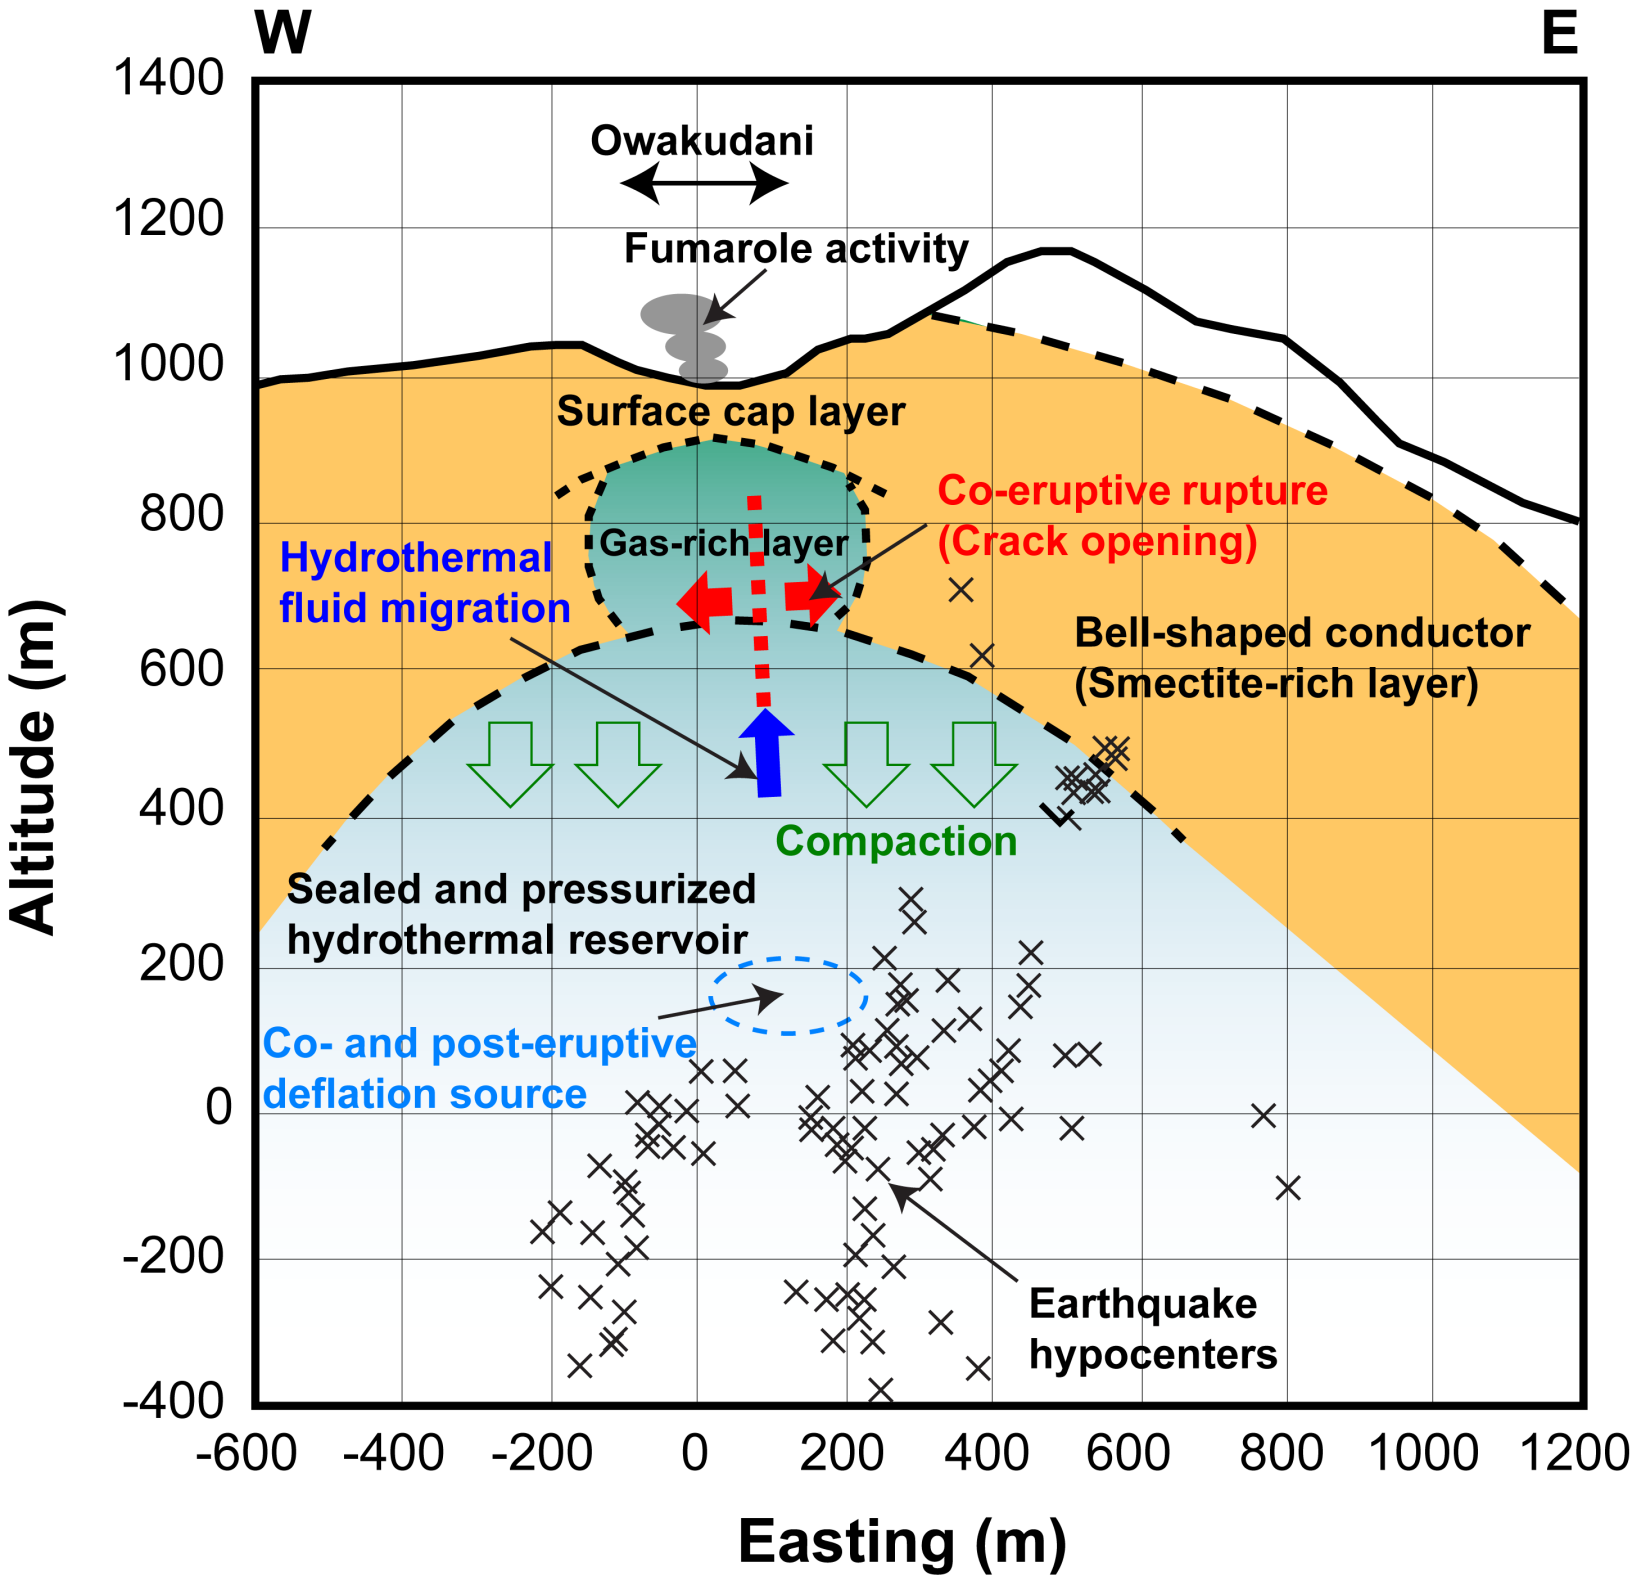 W
E
1400
1200
1000
800
600
400
200
0
-200
-400
Altitude (m)
Owakudani
Fumarole activity
Surface cap layer
Co-eruptive rupture
(Crack opening)
Gas-rich layer
Hydrothermal
fluid migration
Bell-shaped conductor
(Smectite-rich layer)
Compaction
Sealed and pressurized
hydrothermal reservoir
Co- and post-eruptive
deflation source
Earthquake
hypocenters
-600
-400
-200
0
200
400
600
800
1000
1200
Easting (m)